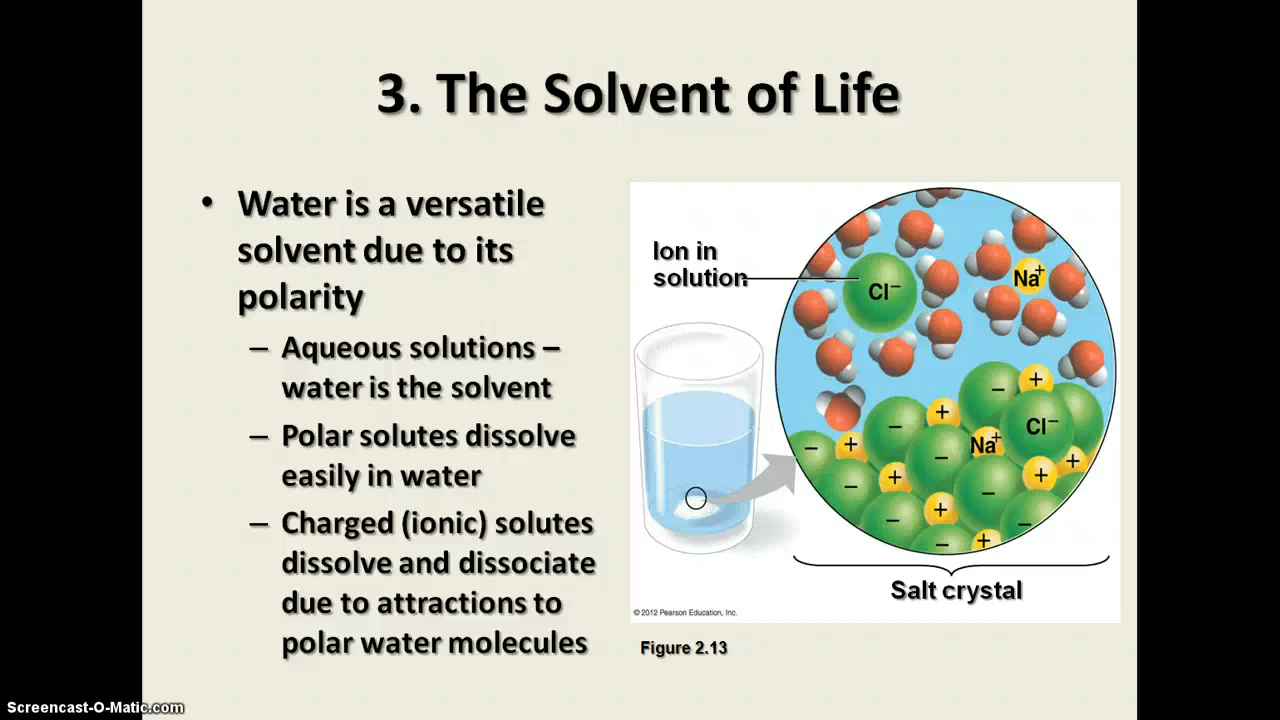 3. The Solvent of Life
• Water is a versatile
solvent due to its
polarity
– Aqueous solutions –
water is the solvent
– Polar solutes dissolve
easily in water
– Charged (ionic) solutes
dissolve and dissociate
due to attractions to
polar water molecules
Ion in
solution
Cl−
Na+
− + + − − + − Na+ Cl− + + − + − − + − − − +
Salt crystal
© 2012 Pearson Education, Inc.
Figure 2.13
Screencast-O-Matic.com